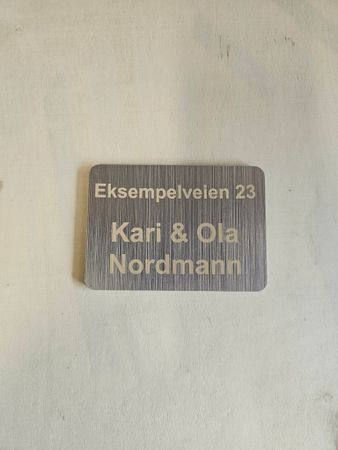 Eksempelveien 23
Kari & Ola
Nordmann